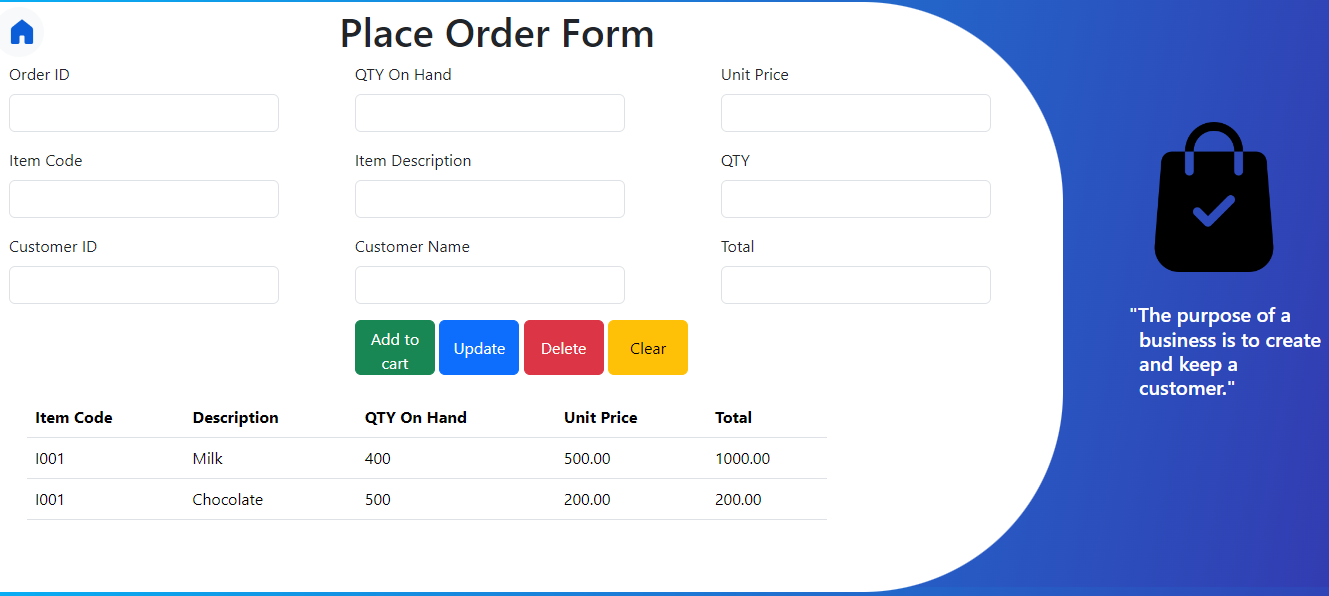 Place Order Form
Order ID QTY On Hand Unit Price
Item Code Item Description QTY
Customer ID Customer Name Total
Add to
cart
Update Delete Clear
Item Code Description QTY On Hand Unit Price Total
I001 Milk 400 500.00 1000.00
I001 Chocolate 500 200.00 200.00
"The purpose of a
business is to create
and keep a
customer."